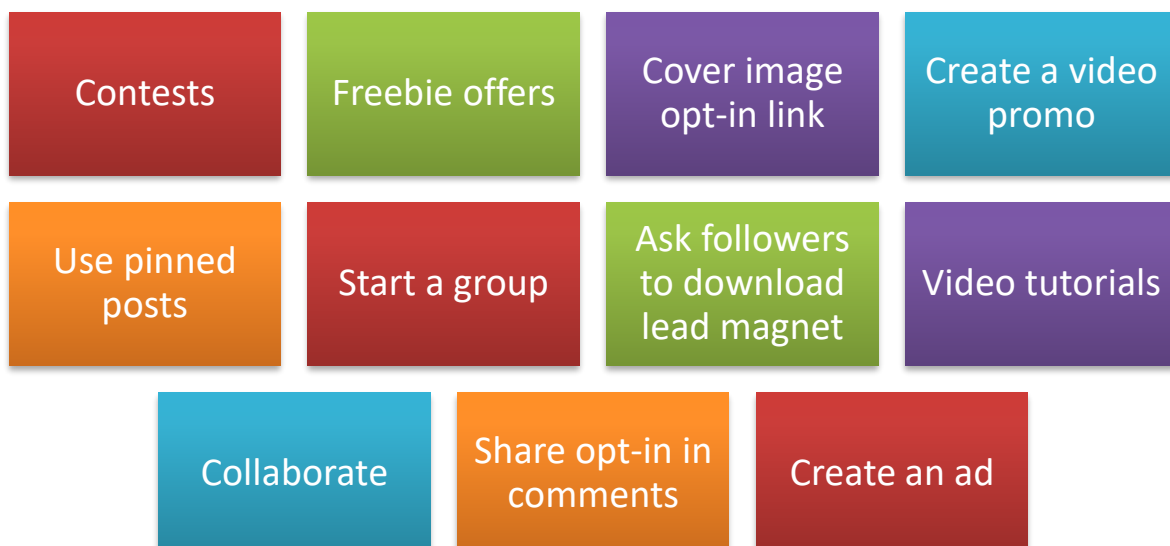 Contests
Freebie offers
Cover image
opt-in link
Create a video
promo
Use pinned
posts
Start a group
Ask followers
to download
lead magnet
Video tutorials
Collaborate
Share opt-in in
comments
Create an ad